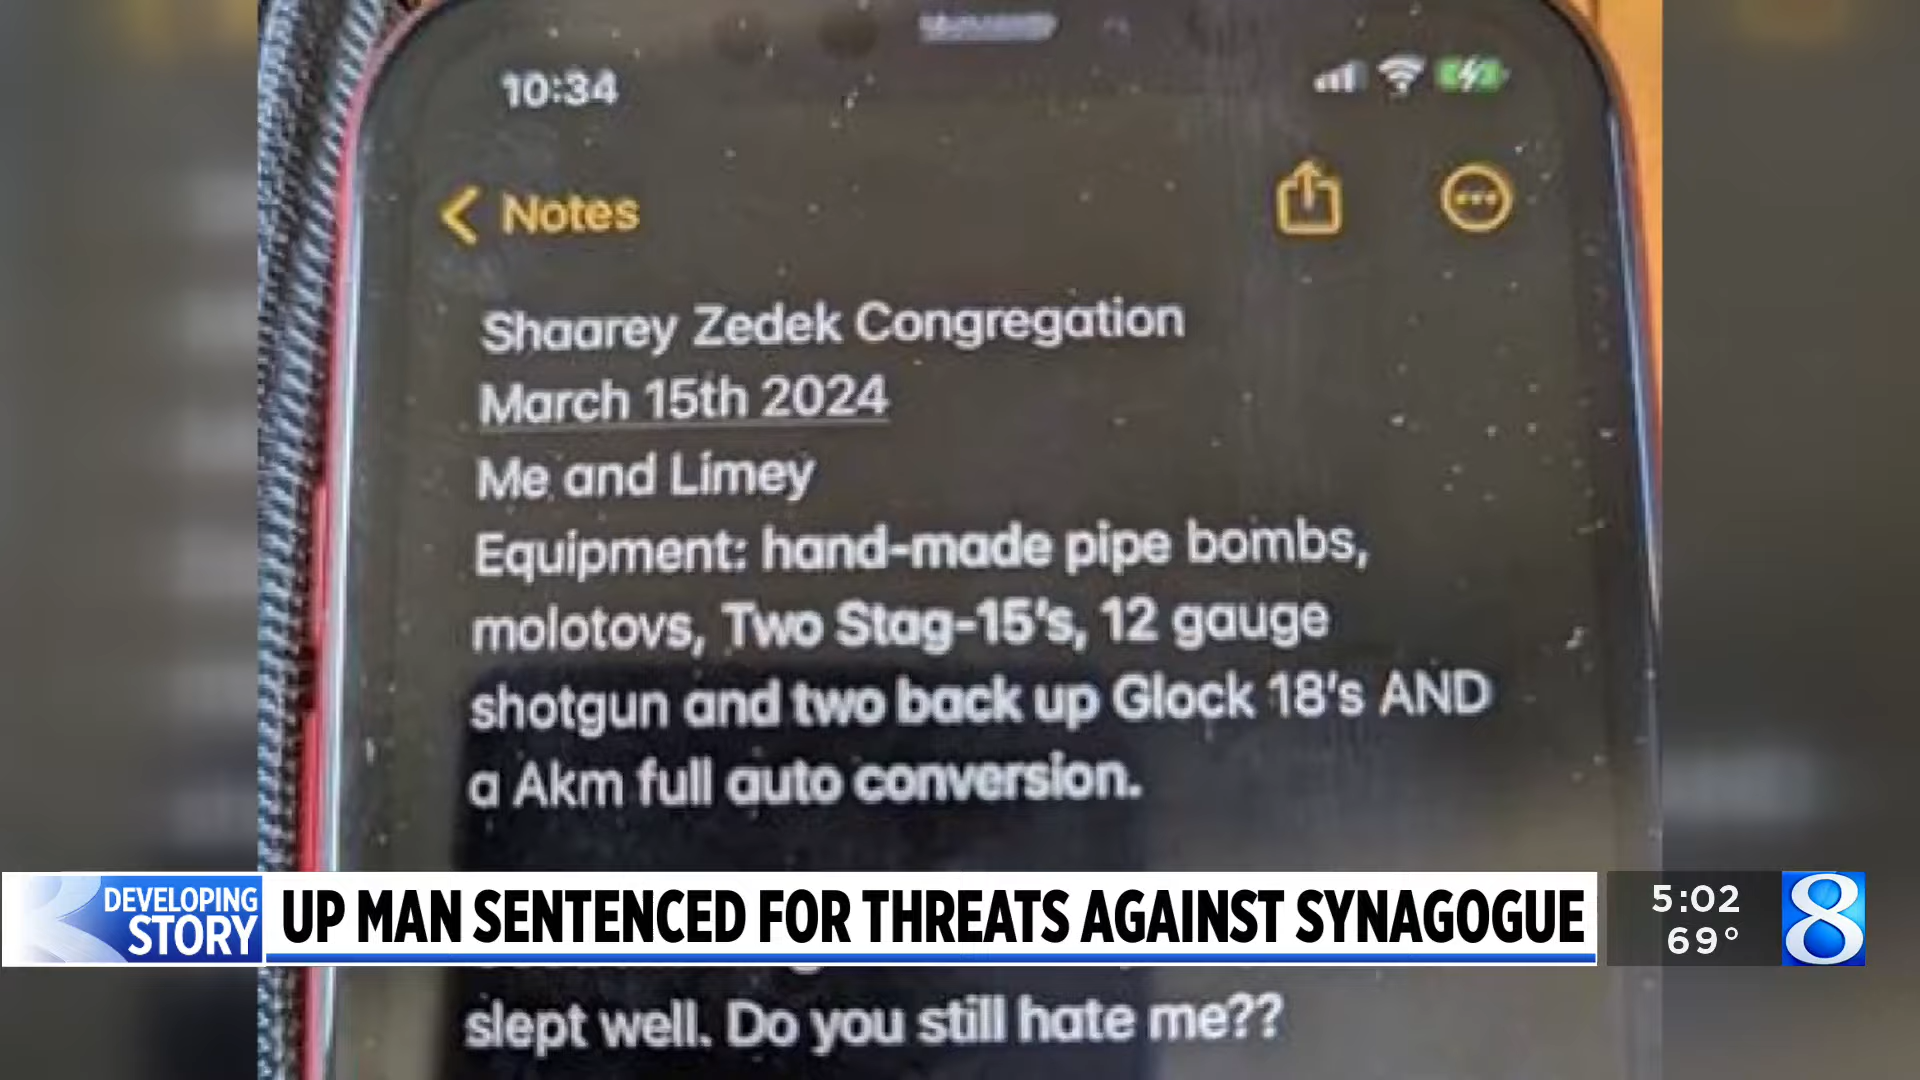 10:34
Notes
Shaarey Zedek Congregation
March 15th 2024
Me and Limey
Equipment: hand-made pipe bombs,
molotovs, Two Stag-15's, 12 gauge
shotgun and two back up Glock 18's AND
a Akm full auto conversion.
DEVELOPING
STORY
UP MAN SENTENCED FOR THREATS AGAINST SYNAGOGUE
5:02
69°
8
slept well. Do you still hate me??